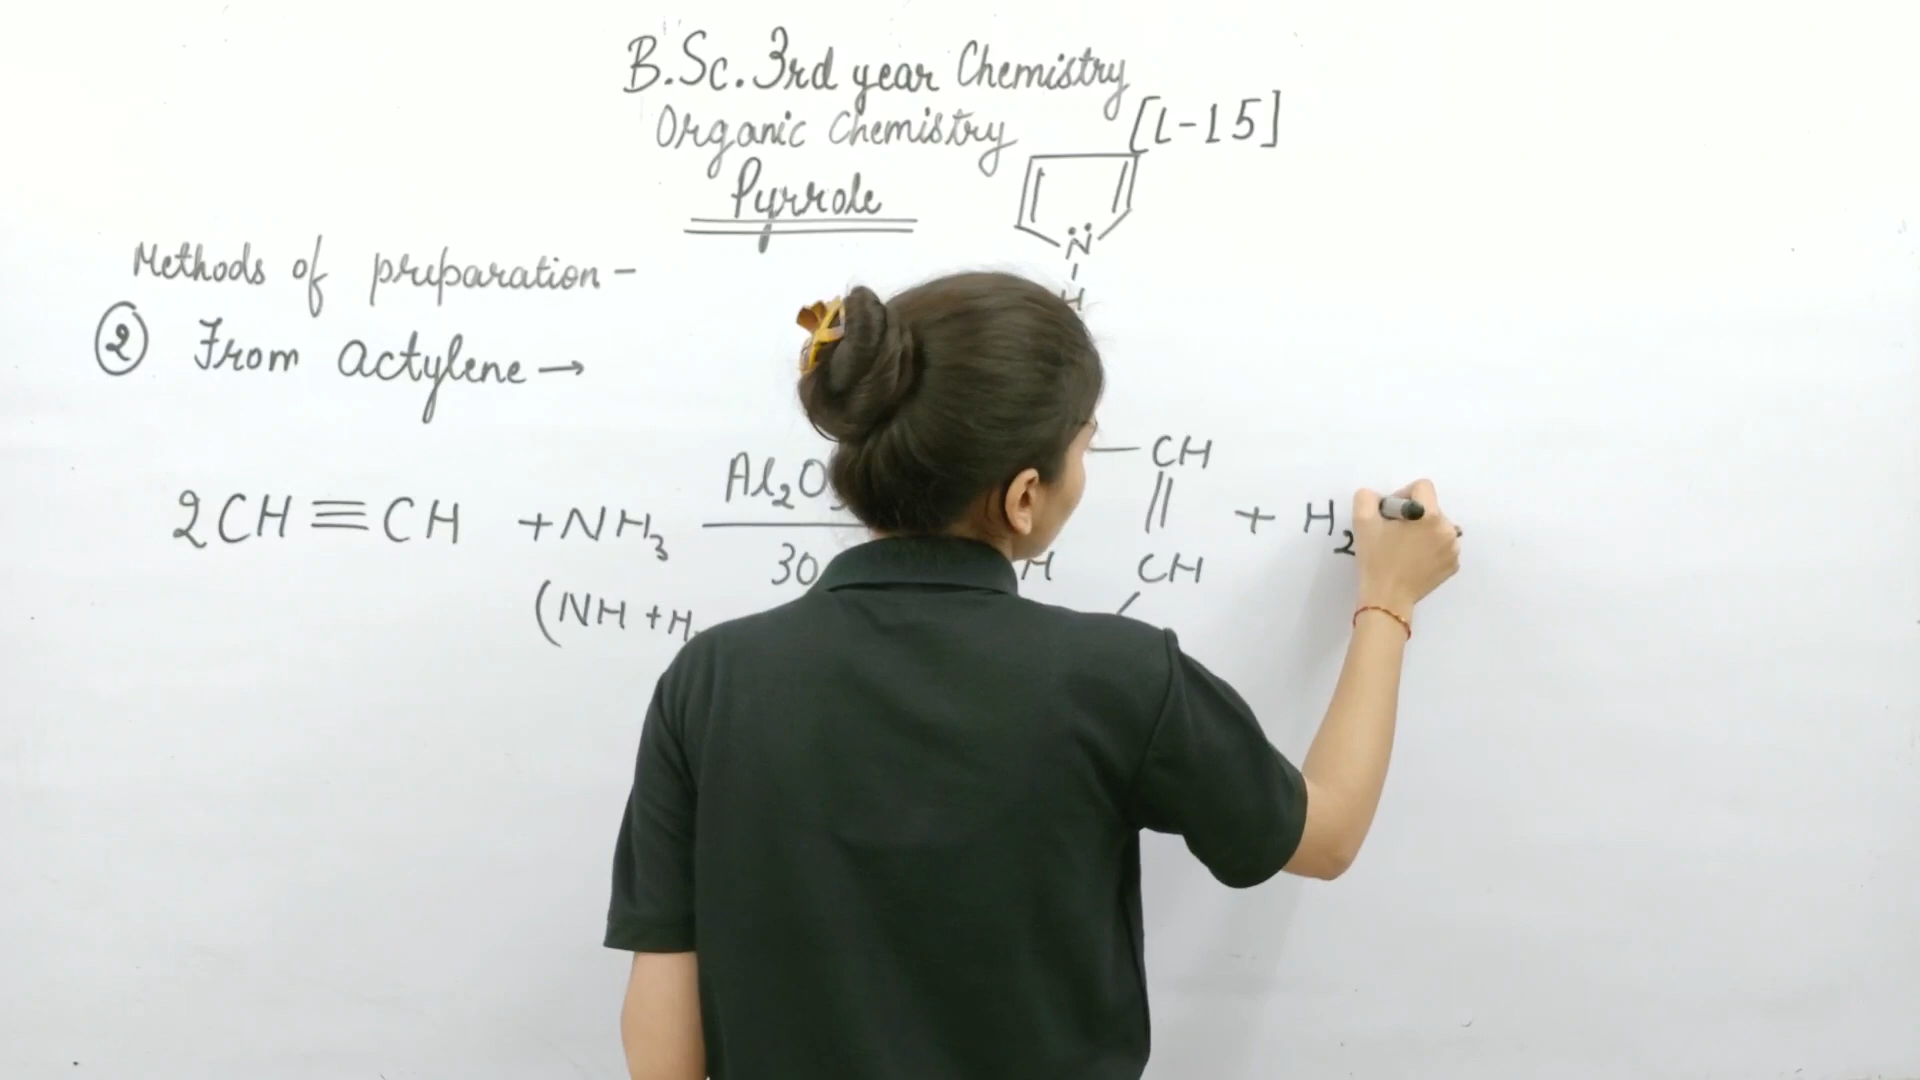 B.Sc. 3rd year Chemistry
Organic Chemistry [L-15]
Pyrrole
N
H
Methods of preparation -
② From actylene →
2CH≡CH + NH3
Al2O3
30
(NH + H
— CH
||
CH
H
+ H2